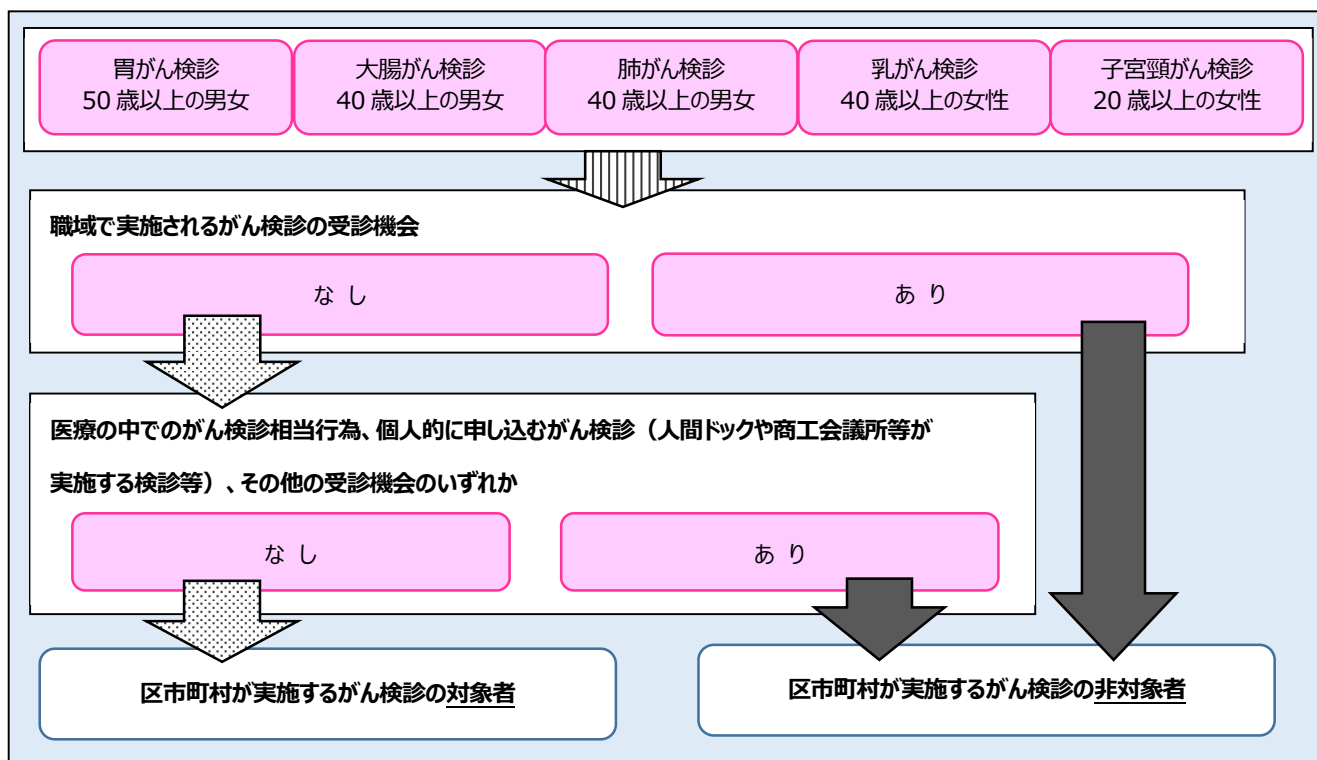 胃がん検診
50 歳以上の男女
大腸がん検診
40 歳以上の男女
肺がん検診
40 歳以上の男女
乳がん検診
40 歳以上の女性
子宮頸がん検診
20 歳以上の女性
職域で実施されるがん検診の受診機会
な し
あ り
医療の中でのがん検診相当行為、個人的に申し込むがん検診（人間ドックや商工会議所等が
実施する検診等）、その他の受診機会のいずれか
な し
あ り
区市町村が実施するがん検診の対象者
区市町村が実施するがん検診の非対象者